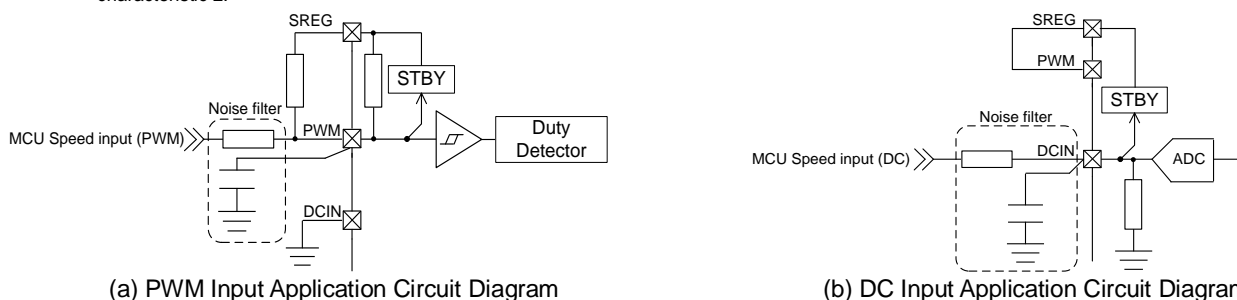 characteristic 2.
SREG
STBY
Noise filter
MCU Speed input (PWM)
PWM
Duty
Detector
DCIN
(a) PWM Input Application Circuit Diagram
SREG
PWM
STBY
Noise filter
MCU Speed input (DC)
DCIN
ADC
(b) DC Input Application Circuit Diagram